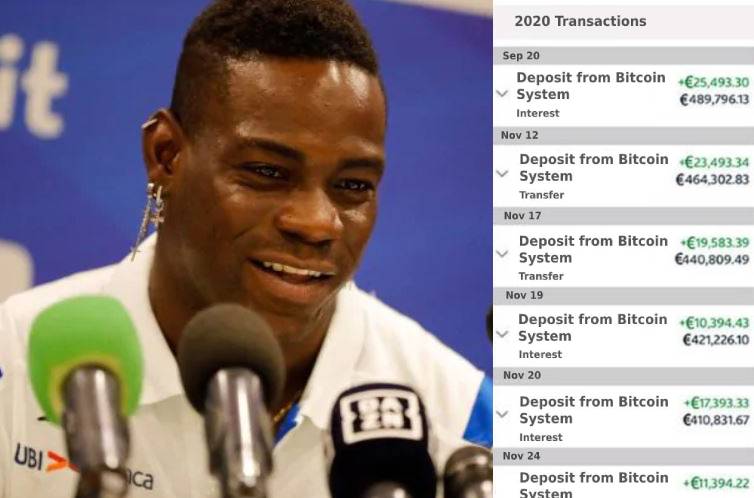 it
DA
ZN
UBI
nca
2020 Transactions
Sep 20
Deposit from Bitcoin
System
Interest
+€25,493.30
€489,796.13
Nov 12
Deposit from Bitcoin
System
Transfer
+€23,493.34
€464,302.83
Nov 17
Deposit from Bitcoin
System
Transfer
+€19,583.39
€440,809.49
Nov 19
Deposit from Bitcoin
System
Interest
+€10,394.43
€421,226.10
Nov 20
Deposit from Bitcoin
System
Interest
+€17,393.33
€410,831.67
Nov 24
Deposit from Bitcoin
System
+€11,394.22